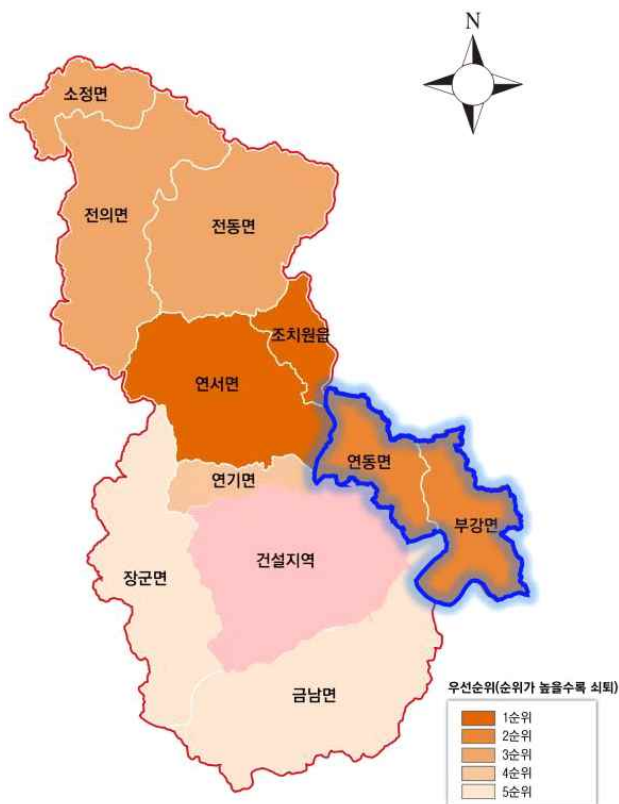 N
소정면
전의면
전동면
조치원읍
연서면
연동면
연기면
부강면
건설지역
장군면
금남면
우선순위(순위가 높을수록 쇠퇴)
1순위
2순위
3순위
4순위
5순위